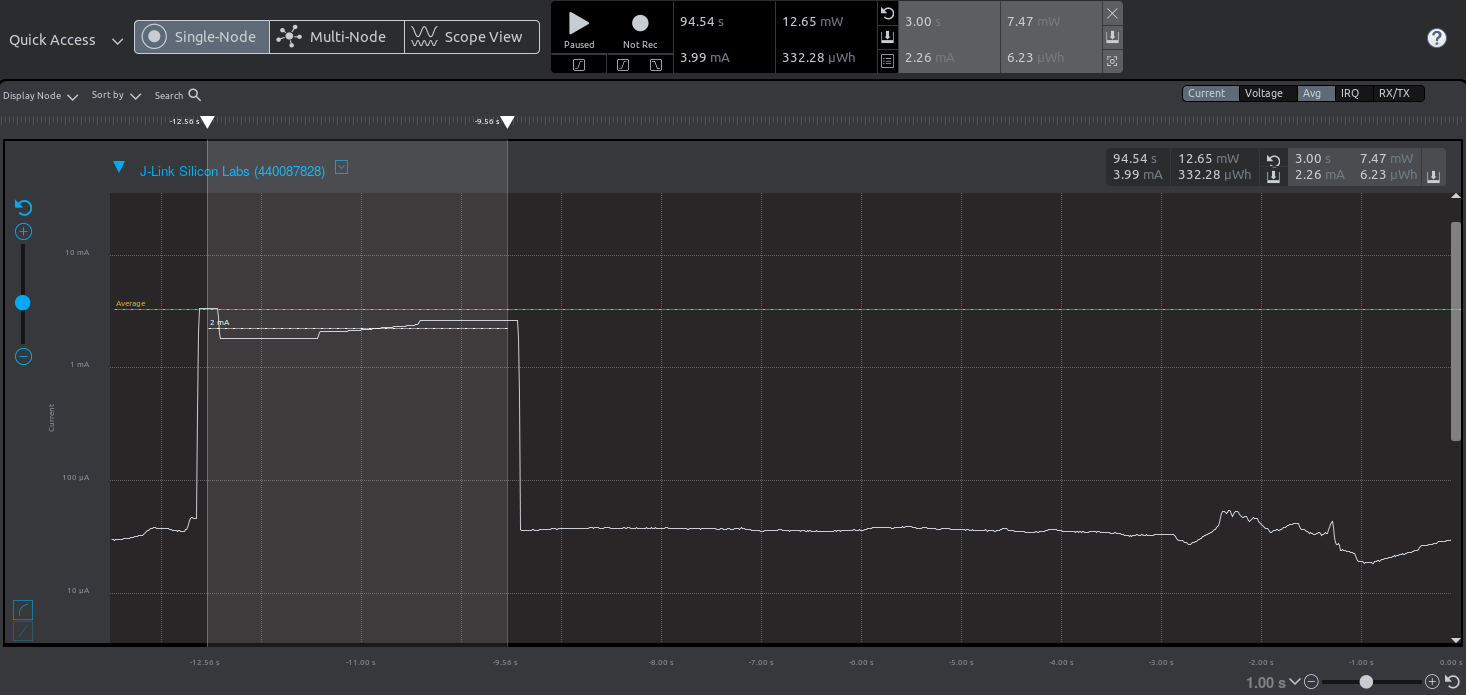 Quick Access
Single-Node
Multi-Node
Scope View
Paused
Not Rec
94.54 s
3.99 mA
12.65 mW
332.28 µWh
3.00 s
2.26 mA
7.47 mW
6.23 µWh
?
Display Node
Sort by
Search
Current
Voltage
Avg
IRQ
RX/TX
-12.56 s
-9.56 s
J-Link Silicon Labs (440087828)
94.54 s 12.65 mW
3.99 mA 332.28 µWh
3.00 s 7.47 mW
2.26 mA 6.23 µWh
10 mA
Average
2 mA
1 mA
Current
100 µA
10 µA
-12.56 s -11.00 s -9.56 s -8.00 s -7.00 s -6.00 s -5.00 s -4.00 s -3.00 s -2.00 s -1.00 s 0.00 s
1.00 s